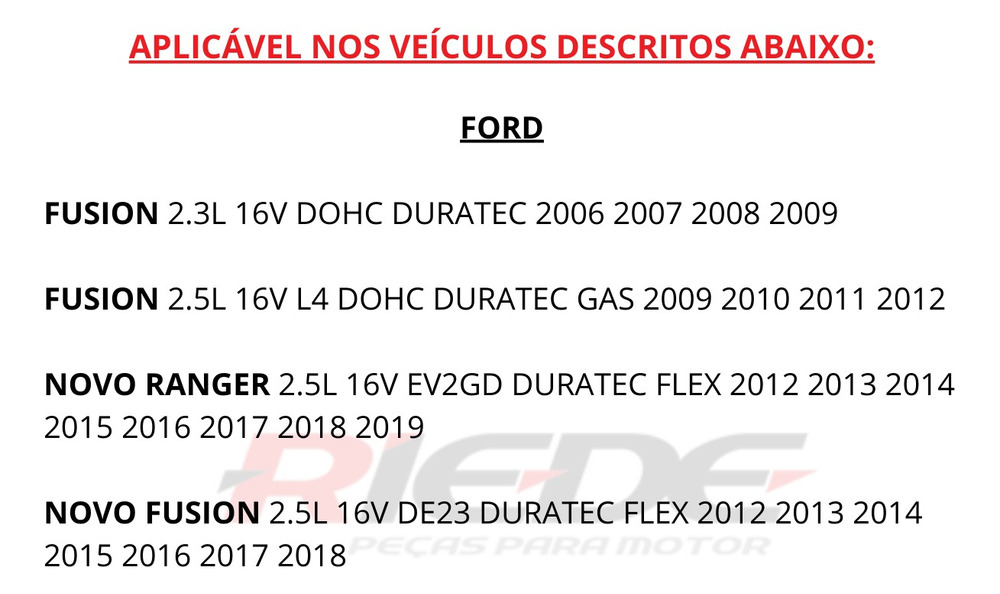 APLICÁVEL NOS VEÍCULOS DESCRITOS ABAIXO:
FORD
FUSION 2.3L 16V DOHC DURATEC 2006 2007 2008 2009
FUSION 2.5L 16V L4 DOHC DURATEC GAS 2009 2010 2011 2012
NOVO RANGER 2.5L 16V EV2GD DURATEC FLEX 2012 2013 2014
2015 2016 2017 2018 2019
RIEDE
NOVO FUSION 2.5L 16V DE23 DURATEC FLEX 2012 2013 2014
2015 2016 2017 2018
PEÇAS PARA MOTOR